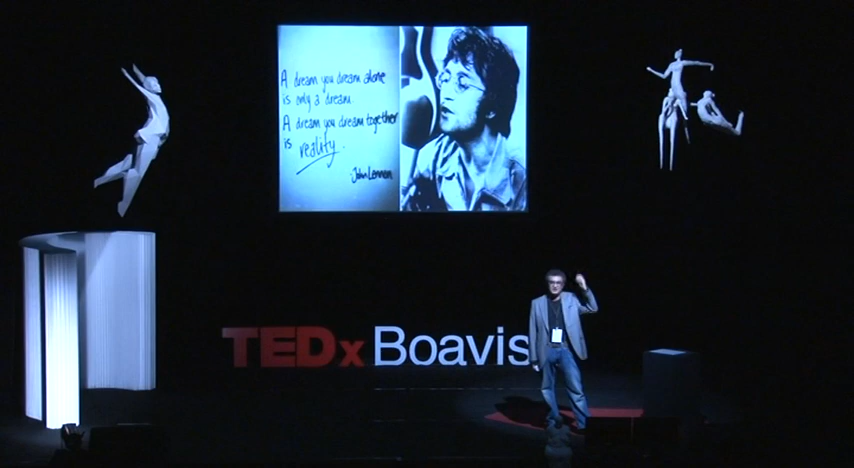 A dream you dream alone
is only a dream.
A dream you dream together
is reality.
-John Lennon
TEDx Boavis